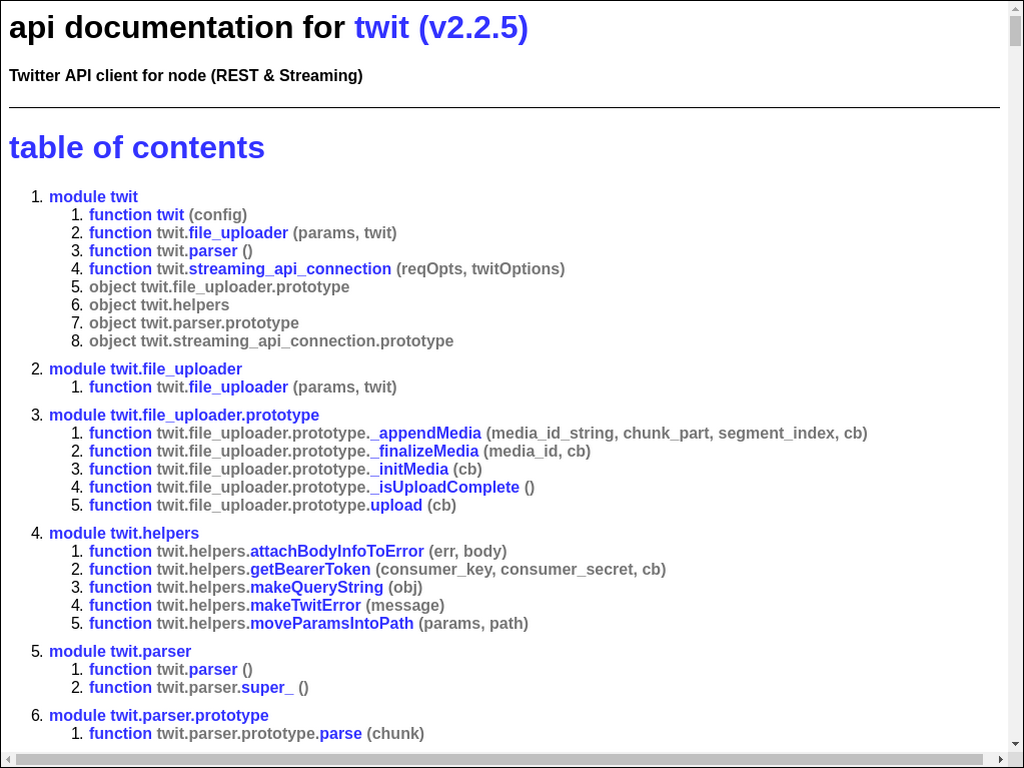 api documentation for twit (v2.2.5)
Twitter API client for node (REST & Streaming)
table of contents
1. module twit
1. function twit (config)
2. function twit.file_uploader (params, twit)
3. function twit.parser ()
4. function twit.streaming_api_connection (reqOpts, twitOptions)
5. object twit.file_uploader.prototype
6. object twit.helpers
7. object twit.parser.prototype
8. object twit.streaming_api_connection.prototype
2. module twit.file_uploader
1. function twit.file_uploader (params, twit)
3. module twit.file_uploader.prototype
1. function twit.file_uploader.prototype._appendMedia (media_id_string, chunk_part, segment_index, cb)
2. function twit.file_uploader.prototype._finalizeMedia (media_id, cb)
3. function twit.file_uploader.prototype._initMedia (cb)
4. function twit.file_uploader.prototype._isUploadComplete ()
5. function twit.file_uploader.prototype.upload (cb)
4. module twit.helpers
1. function twit.helpers.attachBodyInfoToError (err, body)
2. function twit.helpers.getBearerToken (consumer_key, consumer_secret, cb)
3. function twit.helpers.makeQueryString (obj)
4. function twit.helpers.makeTwitError (message)
5. function twit.helpers.moveParamsIntoPath (params, path)
5. module twit.parser
1. function twit.parser ()
2. function twit.parser.super_ ()
6. module twit.parser.prototype
1. function twit.parser.prototype.parse (chunk)